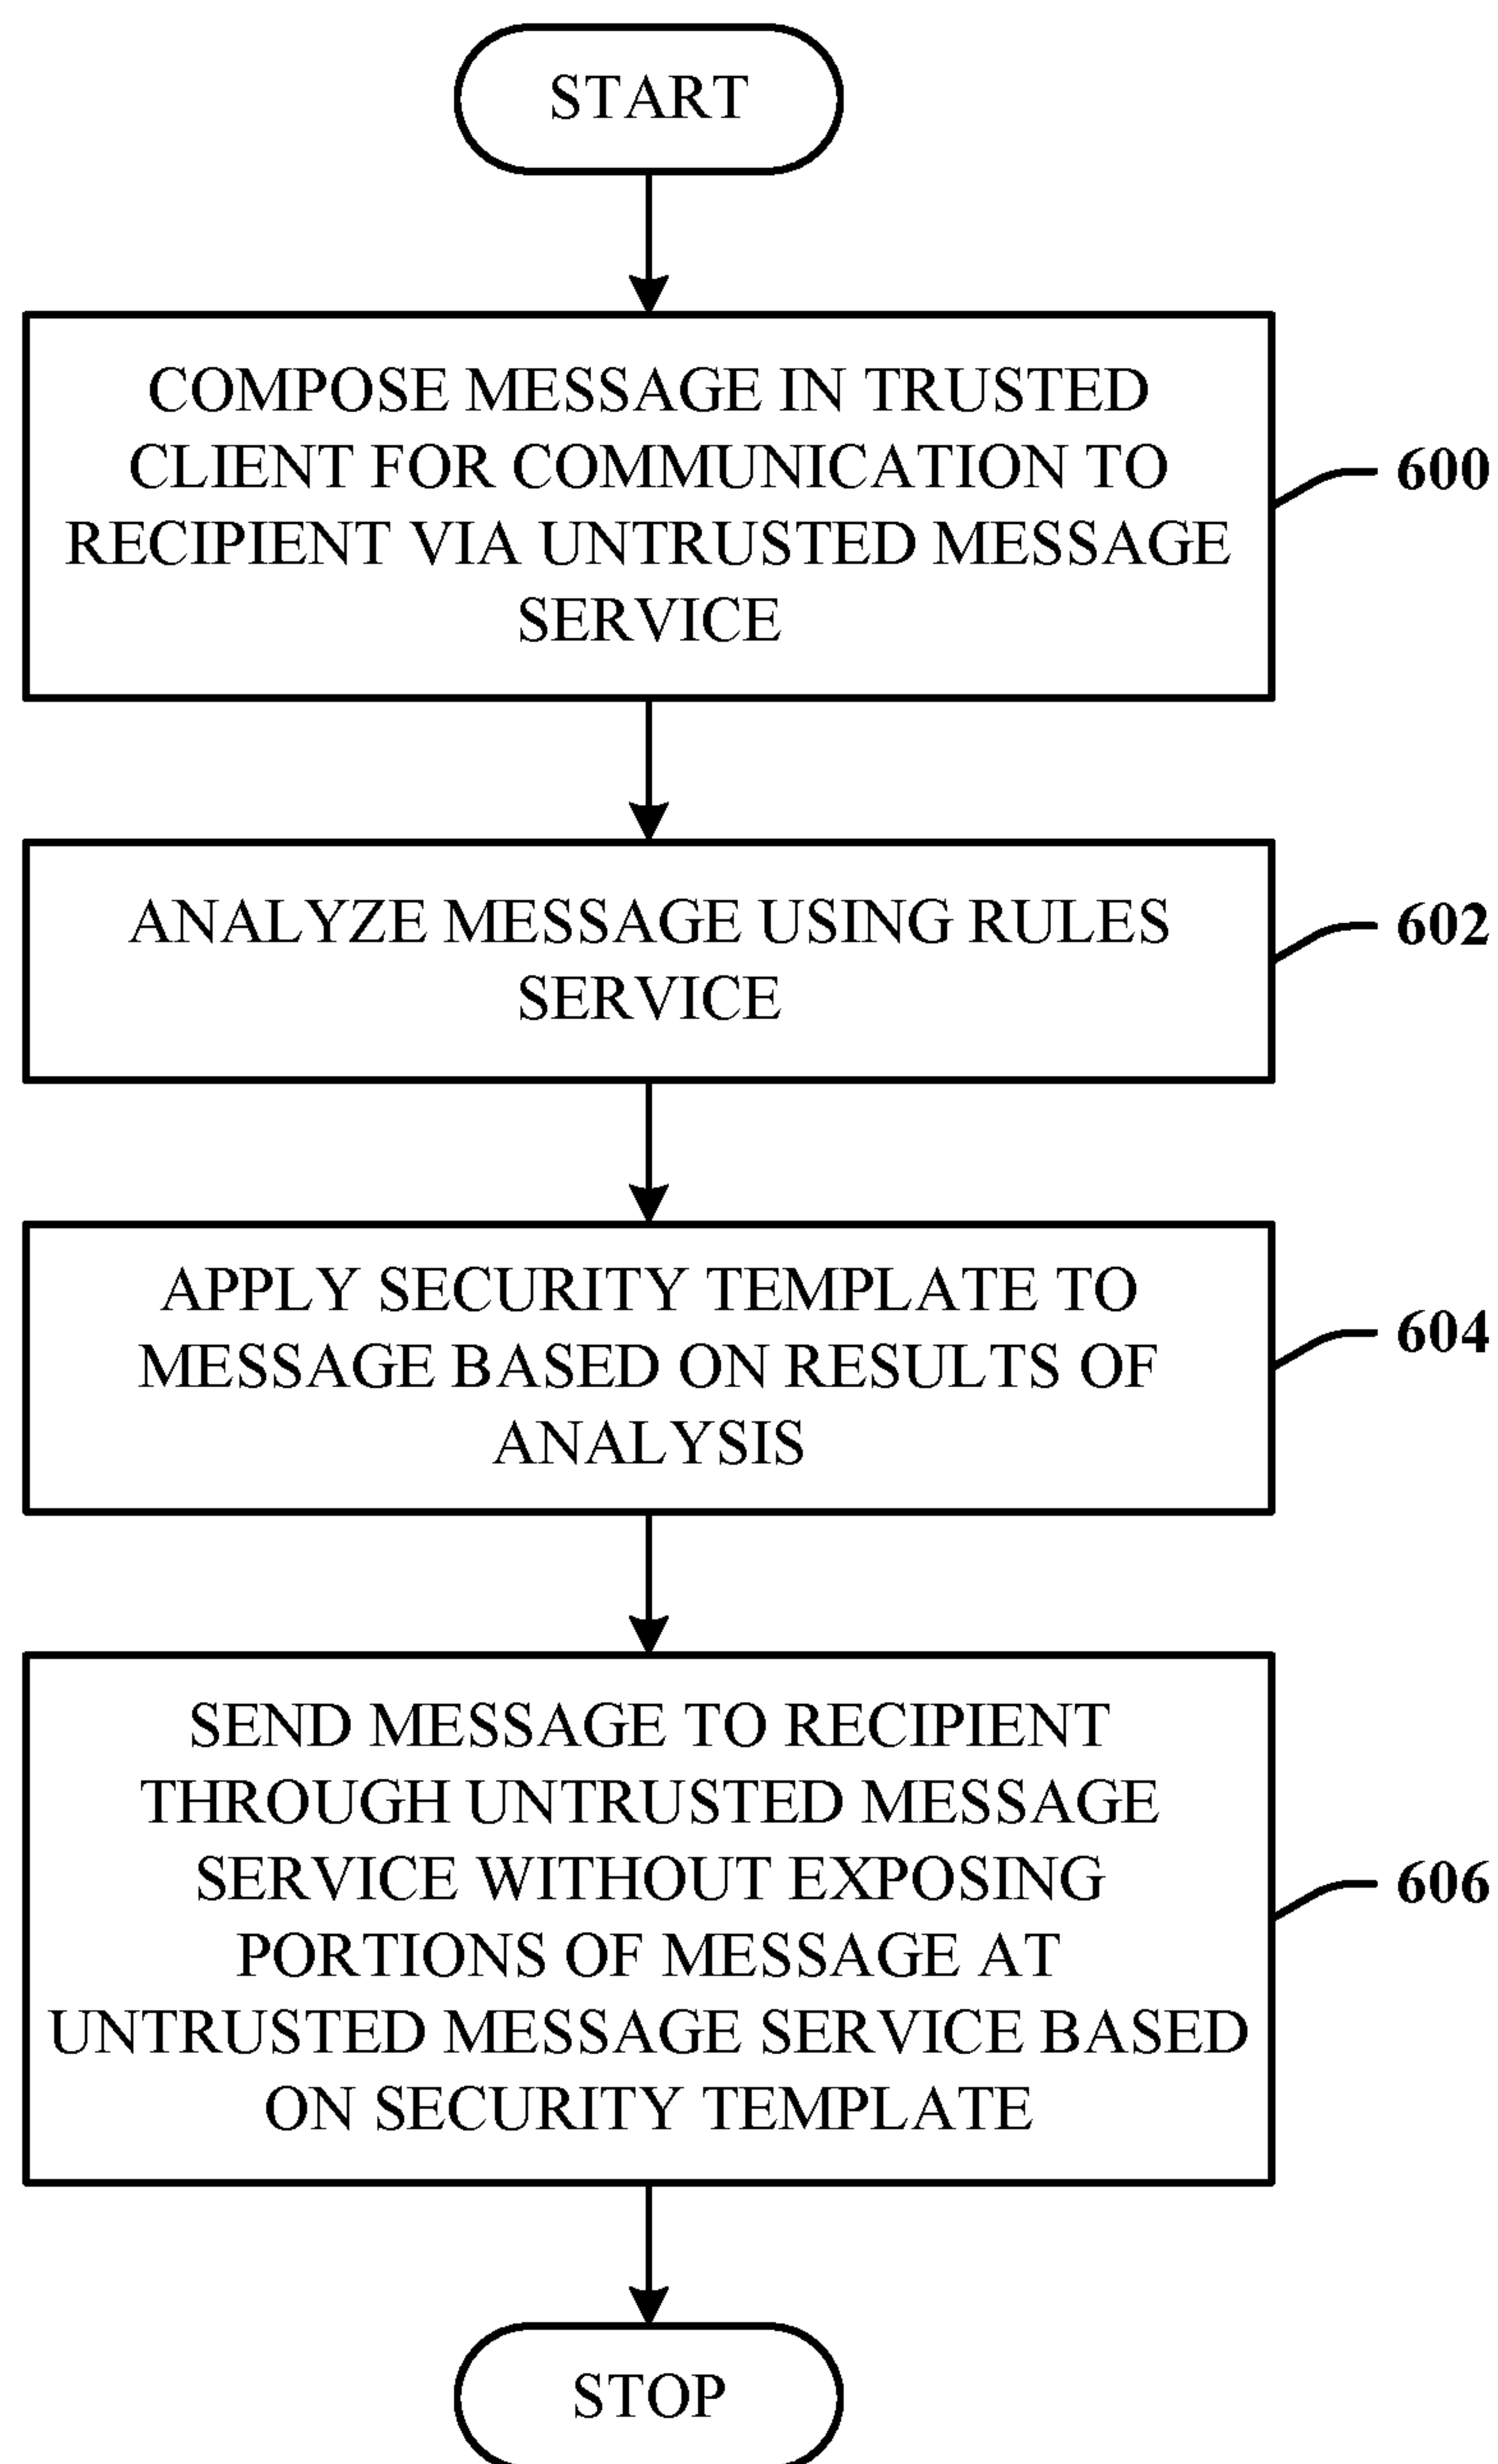 START
COMPOSE MESSAGE IN TRUSTED
CLIENT FOR COMMUNICATION TO
RECIPIENT VIA UNTRUSTED MESSAGE
SERVICE
600
ANALYZE MESSAGE USING RULES
SERVICE
602
APPLY SECURITY TEMPLATE TO
MESSAGE BASED ON RESULTS OF
ANALYSIS
604
SEND MESSAGE TO RECIPIENT
THROUGH UNTRUSTED MESSAGE
SERVICE WITHOUT EXPOSING
PORTIONS OF MESSAGE AT
UNTRUSTED MESSAGE SERVICE BASED
ON SECURITY TEMPLATE
606
STOP